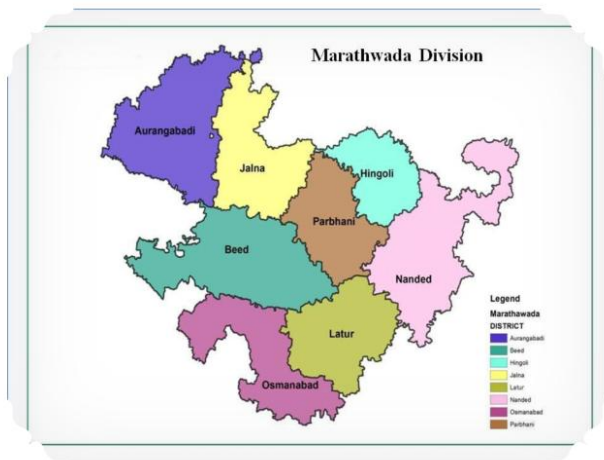 Marathwada Division
Aurangabadi
Jalna
Hingoli
Parbhani
Beed
Nanded
Latur
Osmanabad
Legend
Marathawada
DISTRICT
Aurangabadi
Beed
Hingoli
Jalna
Latur
Nanded
Osmanabad
Parbhani